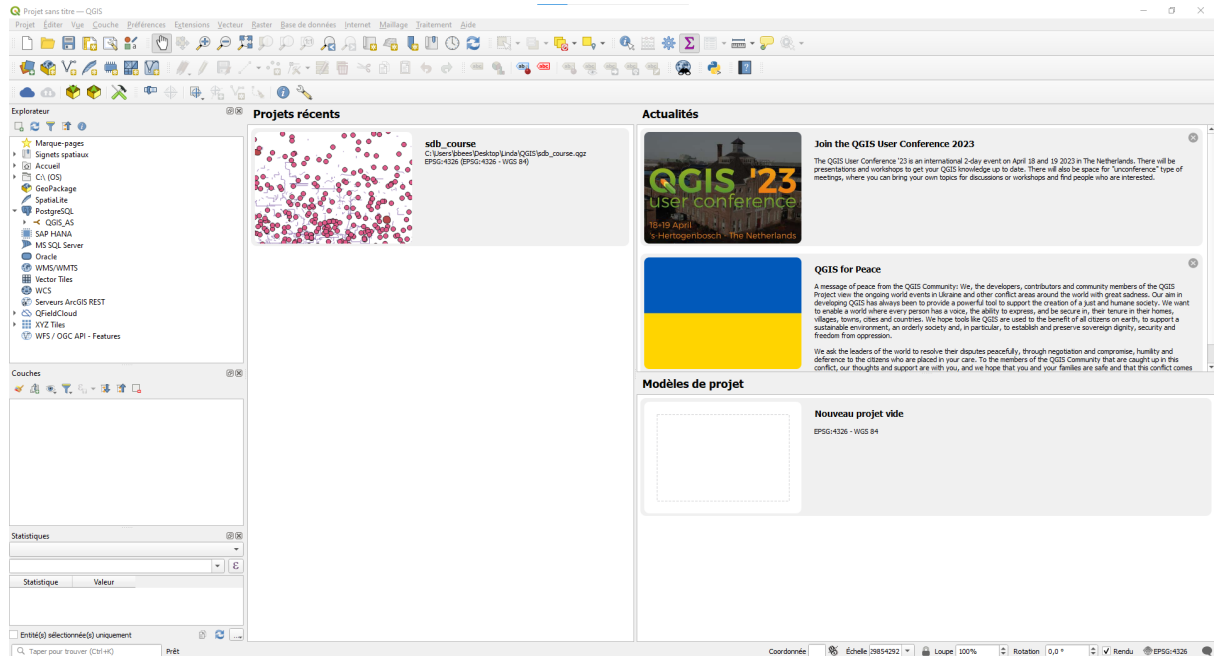 Projet sans titre — QGIS
Projet Éditer Vue Couche Préférences Extensions Vecteur Raster Base de données Internet Maillage Traitement Aide
Explorateur
Marque-pages
Signets spatiaux
Accueil
C:\ (OS)
GeoPackage
SpatiaLite
PostgreSQL
QGIS_AS
SAP HANA
MS SQL Server
Oracle
WMS/WMTS
Vector Tiles
WCS
Serveurs ArcGIS REST
QFieldCloud
XYZ Tiles
WFS / OGC API - Features
Couches
Statistiques
ε
Statistique Valeur
Entité(s) sélectionnée(s) uniquement
Projets récents
sdb_course
C:\Users\pbees\Desktop\Linda\QGIS\sdb_course.qgz
EPSG:4326 (EPSG:4326 - WGS 84)
Actualités
QGIS '23
user conference
18-19 April
's-Hertogenbosch - The Netherlands
Join the QGIS User Conference 2023
The QGIS User Conference '23 is an international 2-day event on April 18 and 19 2023 in The Netherlands. There will be
presentations and workshops to get your QGIS knowledge up to date. There will also be space for "unconference" type of
meetings, where you can bring your own topics for discussions or workshops and find people who are interested.
QGIS for Peace
A message of peace from the QGIS Community: We, the developers, contributors and community members of the QGIS
Project view the ongoing world events in Ukraine and other conflict areas around the world with great sadness. Our aim in
developing QGIS has always been to provide a powerful tool to support the creation of a just and humane society. We want
to enable a world where every person has a voice, the ability to express, and be secure in, their tenure in their homes,
villages, towns, cities and countries. We hope tools like QGIS are used to the benefit of all citizens on earth, to support a
sustainable environment, an orderly society and, in particular, to establish and preserve sovereign dignity, security and
freedom from oppression.
We ask the leaders of the world to resolve their disputes peacefully, through negotiation and compromise, humility and
deference to the citizens who are placed in your care. To the members of the QGIS Community that are caught up in this
conflict, our thoughts and support are with you, and we hope that you and your families are safe and that this conflict comes
Modèles de projet
Nouveau projet vide
EPSG:4326 - WGS 84
Taper pour trouver (Ctrl+K) Prêt Coordonnée Échelle Loupe 100% Rotation 0,0 ° Rendu EPSG:4326